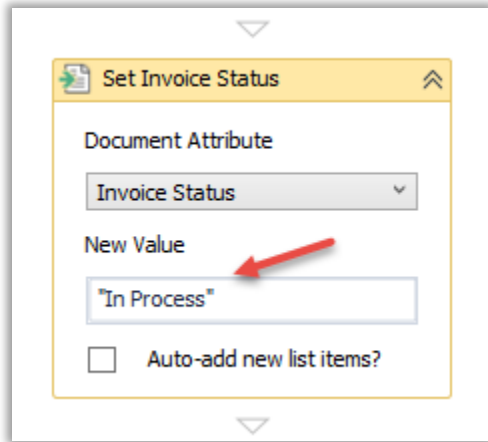 Set Invoice Status
Document Attribute
Invoice Status
New Value
"In Process"
Auto-add new list items?